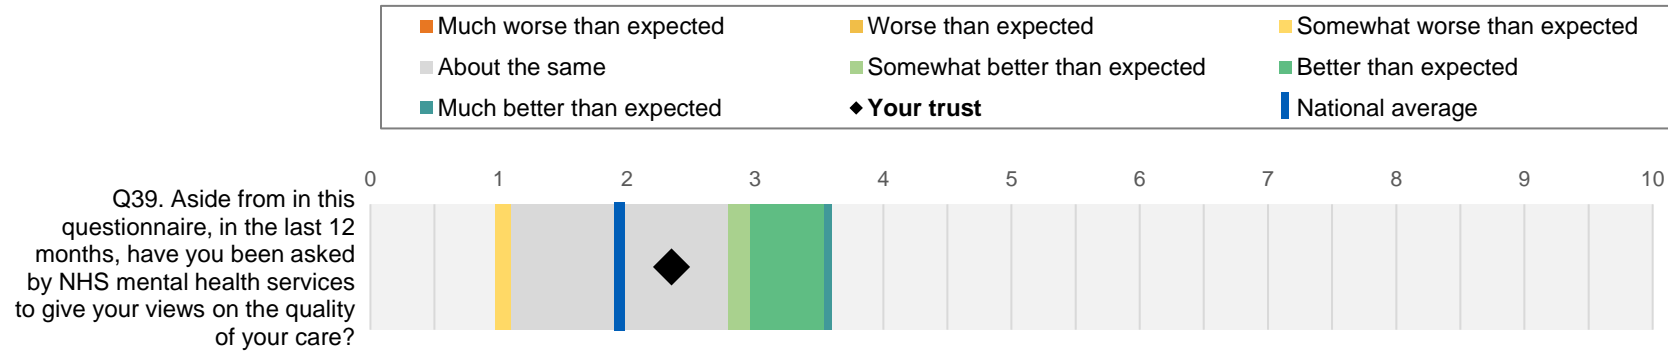 Much worse than expected
Worse than expected
Somewhat worse than expected
About the same
Somewhat better than expected
Better than expected
Much better than expected
Your trust
National average
0 1 2 3 4 5 6 7 8 9 10
Q39. Aside from in this
questionnaire, in the last 12
months, have you been asked
by NHS mental health services
to give your views on the quality
of your care?